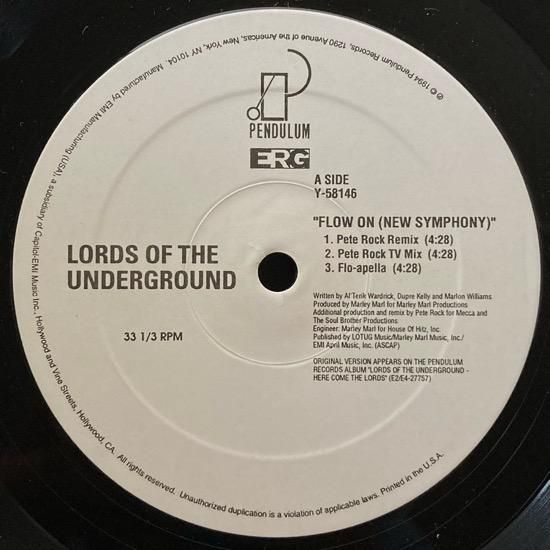 PENDULUM
ERG
A SIDE
Y-58146
"FLOW ON (NEW SYMPHONY)"
1. Pete Rock Remix (4:28)
2. Pete Rock TV Mix (4:28)
3. Flo-apella (4:28)
LORDS OF THE
UNDERGROUND
33 1/3 RPM
Written by Al'Terik Wardrick, Dupre Kelly and Marlon Williams
Produced by Marley Marl for Marley Marl Productions
Additional production and remix by Pete Rock for Mecca and
The Soul Brother Productions
Engineer: Marley Marl for House Of Hitz, Inc.
Published by LOTUG Music/Marley Marl Music, Inc./
EMI April Music, Inc. (ASCAP)
ORIGINAL VERSION APPEARS ON THE PENDULUM
RECORDS ALBUM "LORDS OF THE UNDERGROUND -
HERE COME THE LORDS" (E2/E4-27757)
℗ © 1994 Pendulum Records, 1290 Avenue of the Americas, New York, NY 10104. Manufactured by EMI Manufacturing (USA), a subsidiary of Capitol-EMI Music Inc., Hollywood and Vine Streets, Hollywood, CA. All rights reserved. Unauthorized duplication is a violation of applicable laws. Printed in the U.S.A.